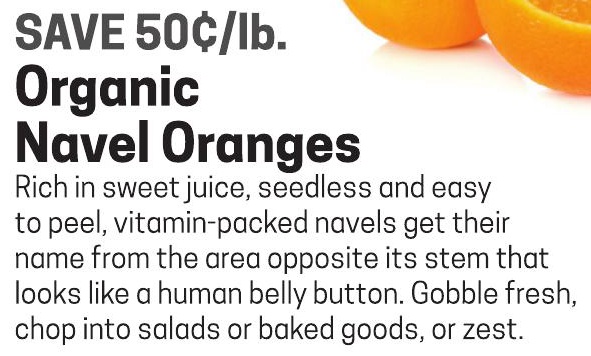 SAVE 50¢/lb.
Organic
Navel Oranges
Rich in sweet juice, seedless and easy
to peel, vitamin-packed navels get their
name from the area opposite its stem that
looks like a human belly button. Gobble fresh,
chop into salads or baked goods, or zest.